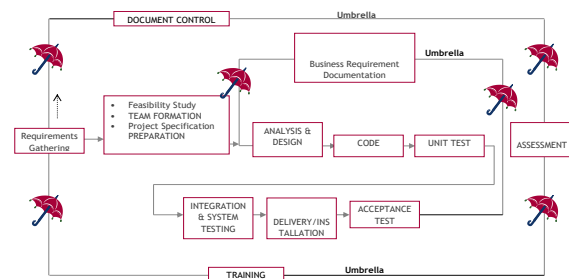 DOCUMENT CONTROL
Umbrella
Umbrella
Business Requirement
Documentation
• Feasibility Study
• TEAM FORMATION
• Project Specification
PREPARATION
Requirements
Gathering
ANALYSIS &
DESIGN
CODE
UNIT TEST
ASSESSMENT
INTEGRATION
& SYSTEM
TESTING
DELIVERY/INS
TALLATION
ACCEPTANCE
TEST
TRAINING
Umbrella